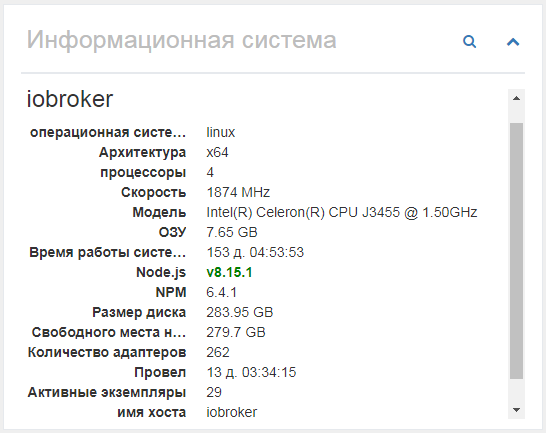 Информационная система
iobroker
операционная систе... linux
Архитектура x64
процессоры 4
Скорость 1874 MHz
Модель Intel(R) Celeron(R) CPU J3455 @ 1.50GHz
ОЗУ 7.65 GB
Время работы систе... 153 д. 04:53:53
Node.js v8.15.1
NPM 6.4.1
Размер диска 283.95 GB
Свободного места н... 279.7 GB
Количество адаптеров 262
Провел 13 д. 03:34:15
Активные экземпляры 29
имя хоста iobroker